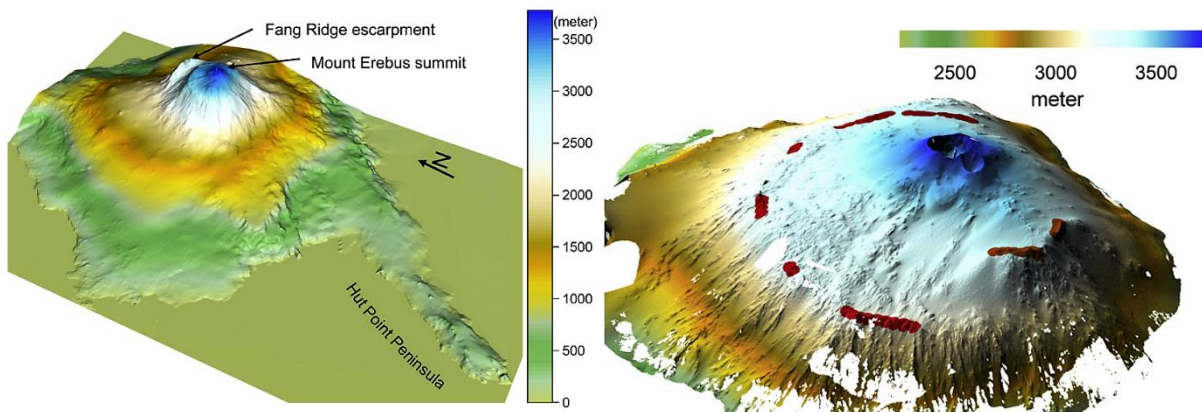 Fang Ridge escarpment
Mount Erebus summit
N
Hut Point Peninsula
(meter)
3500
3000
2500
2000
1500
1000
500
0
2500 3000 3500
meter